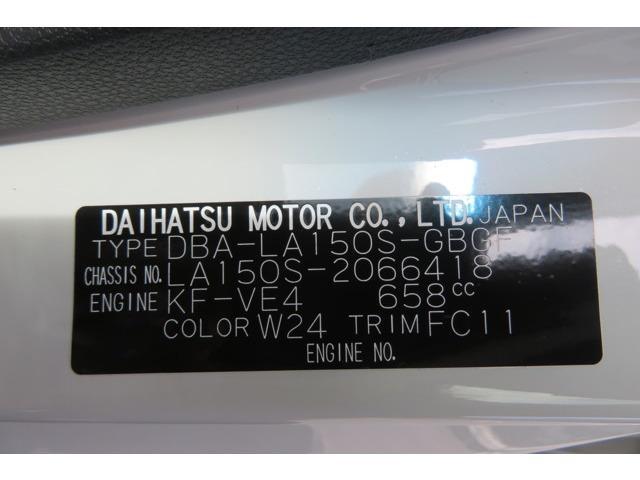 DAIHATSU MOTOR CO., LTD. JAPAN
TYPE DBA-LA150S-GBGF
CHASSIS NO. LA150S-2066418
ENGINE KF-VE4 658cc
COLOR W24 TRIM FC11
ENGINE NO.